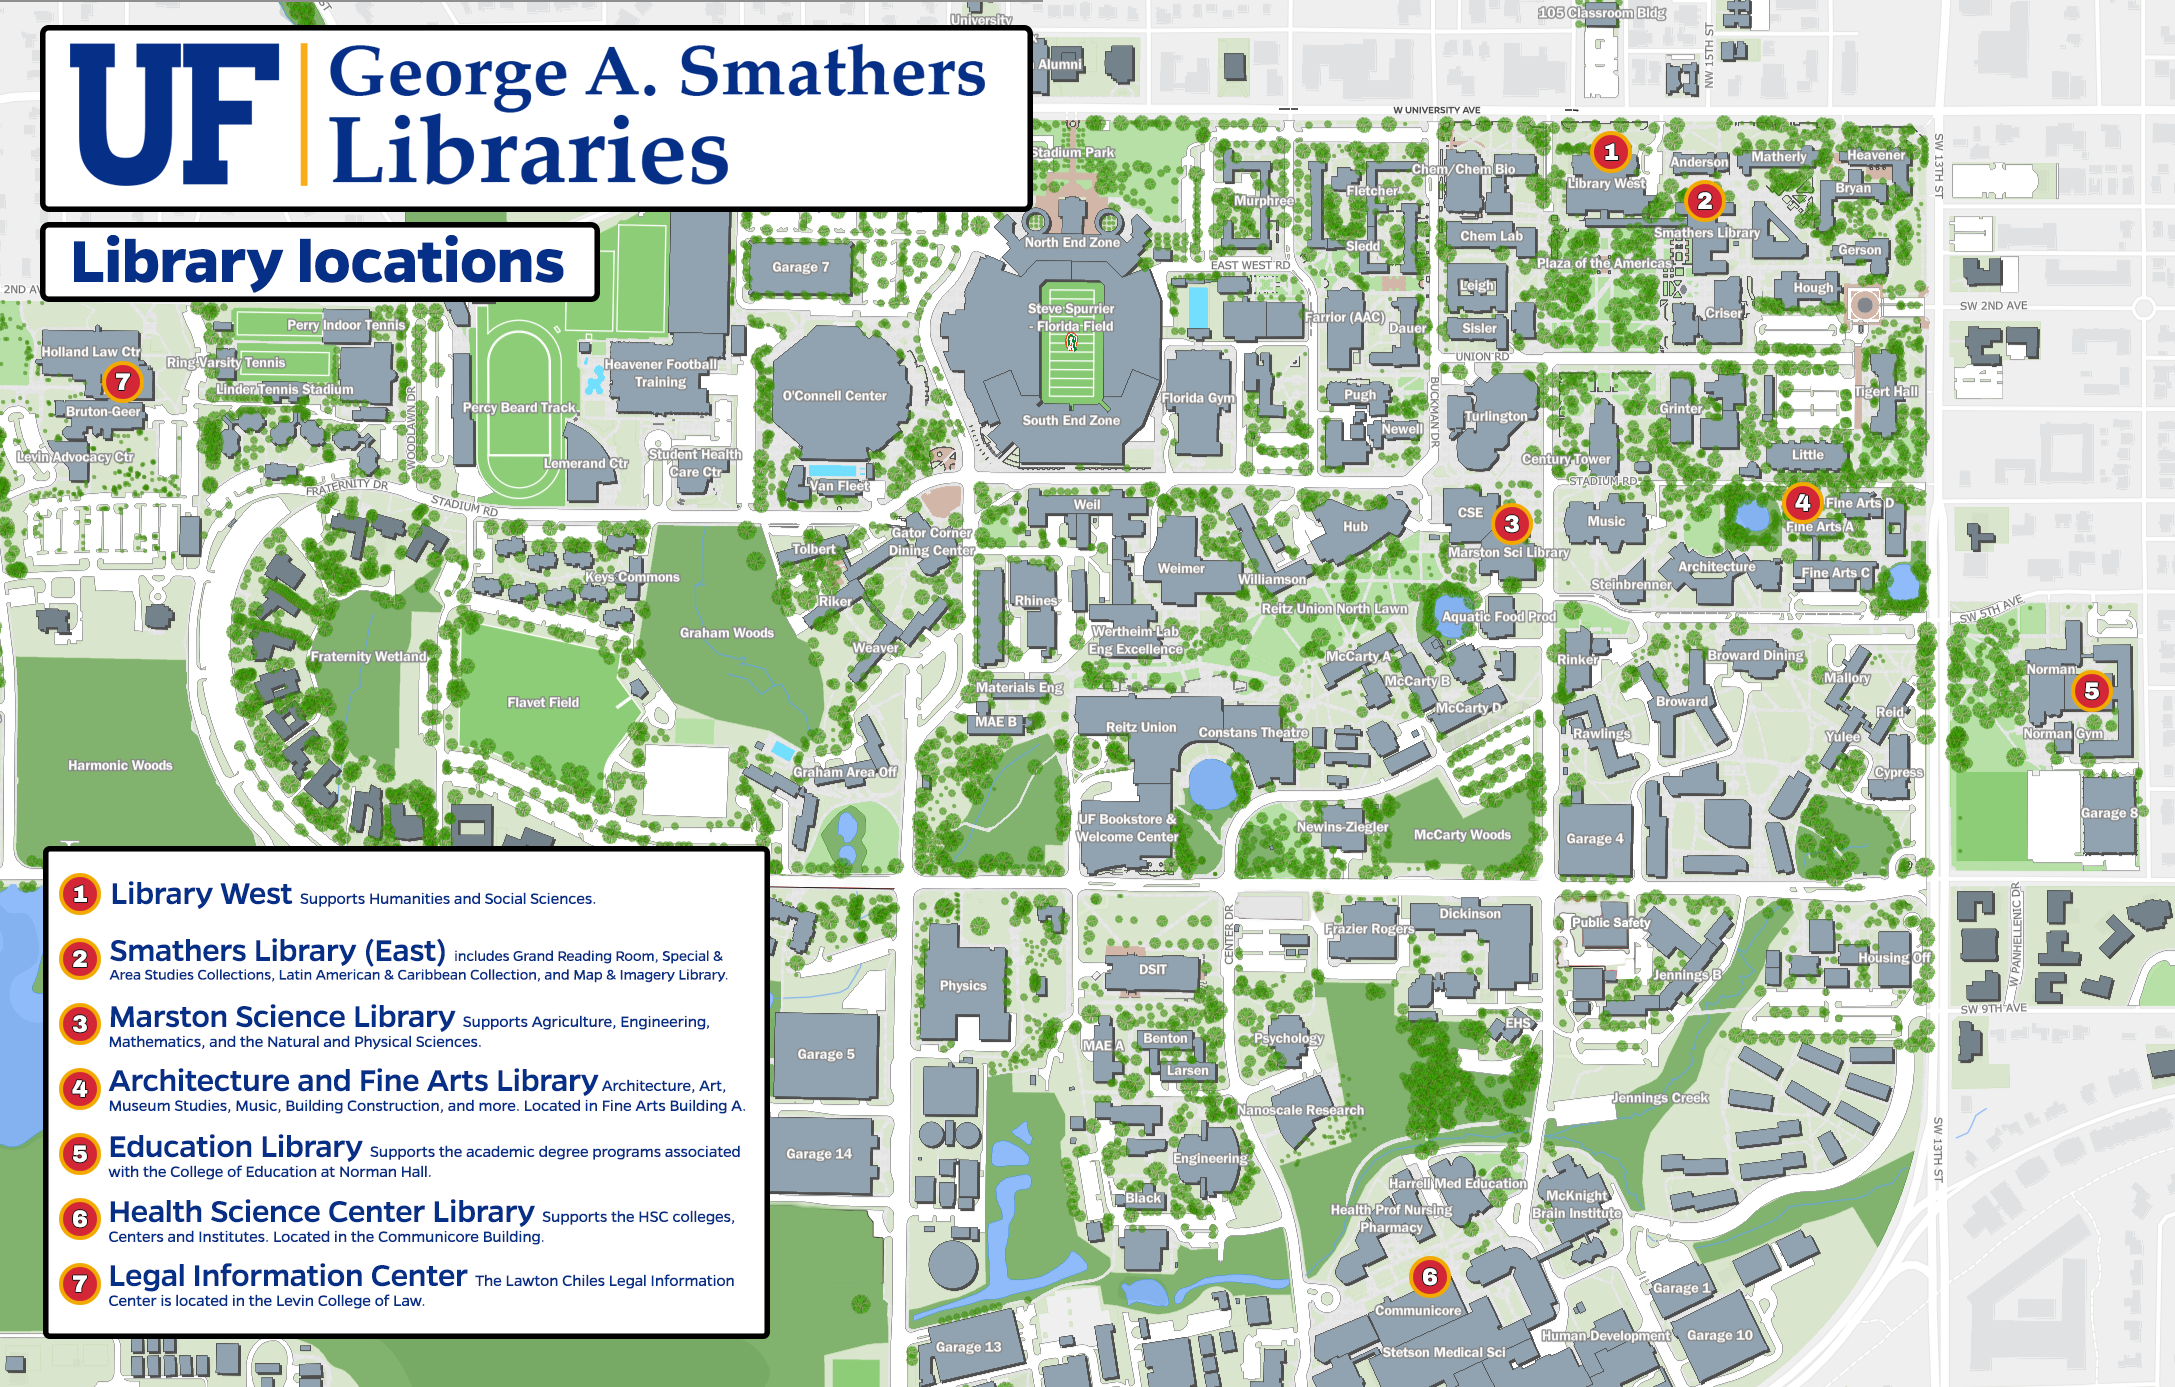 University
105 Classroom Bldg
ST
NW 15TH ST
UF
George A. Smathers
Libraries
Alumni
W UNIVERSITY AVE
Stadium Park
Chem/Chem Bio
1
Library West
Anderson
Matherly
Heavener
SW 13TH ST
Fletcher
Murphree
Bryan
2
Smathers Library
Library locations
North End Zone
Sledd
Chem Lab
Gerson
Garage 7
EAST WEST RD
Plaza of the Americas
2ND AV
Leigh
Hough
Steve Spurrier
- Florida Field
Farrior (AAC)
Dauer
Sisler
Criser
SW 2ND AVE
Perry Indoor Tennis
Holland Law Ctr
Ring Varsity Tennis
Heavener Football
Training
UNION RD
7
Linder Tennis Stadium
O'Connell Center
Florida Gym
Pugh
BUCKMAN DR
Tigert Hall
Bruton-Geer
WOODLAWN DR
Percy Beard Track
South End Zone
Turlington
Grinter
Newell
Levin Advocacy Ctr
Lemerand Ctr
Student Health
Care Ctr
Century Tower
Little
FRATERNITY DR
Van Fleet
STADIUM RD
STADIUM RD
Weil
Hub
CSE
3
Music
4
Fine Arts D
Fine Arts A
Gator Corner
Dining Center
Tolbert
Marston Sci Library
Keys Commons
Weimer
Williamson
Steinbrenner
Architecture
Fine Arts C
Riker
Rhines
Reitz Union North Lawn
Aquatic Food Prod
SW 5TH AVE
Graham Woods
Wertheim Lab
Eng Excellence
Fraternity Wetland
Weaver
McCarty A
Rinker
Broward Dining
Norman
McCarty B
Mallory
5
Flavet Field
Materials Eng
McCarty D
Broward
Reid
MAE B
Reitz Union
Constans Theatre
Rawlings
Yulee
Norman Gym
Harmonic Woods
Graham Area Off
Cypress
UF Bookstore &
Welcome Center
Newins-Ziegler
McCarty Woods
Garage 4
Garage 8
1 Library West Supports Humanities and Social Sciences.
2 Smathers Library (East) includes Grand Reading Room, Special &
Area Studies Collections, Latin American & Caribbean Collection, and Map & Imagery Library.
3 Marston Science Library Supports Agriculture, Engineering,
Mathematics, and the Natural and Physical Sciences.
4 Architecture and Fine Arts Library Architecture, Art,
Museum Studies, Music, Building Construction, and more. Located in Fine Arts Building A.
5 Education Library Supports the academic degree programs associated
with the College of Education at Norman Hall.
6 Health Science Center Library Supports the HSC colleges,
Centers and Institutes. Located in the Communicore Building.
7 Legal Information Center The Lawton Chiles Legal Information
Center is located in the Levin College of Law.
CENTER DR
Frazier Rogers
Dickinson
Public Safety
SW PANHELLENIC DR
Physics
DSIT
Jennings B
Housing Off
SW 9TH AVE
EHS
Garage 5
MAE A
Benton
Psychology
Larsen
Nanoscale Research
Jennings Creek
Garage 14
Engineering
SW 13TH ST
Black
Harrell Med Education
Health Prof Nursing
Pharmacy
McKnight
Brain Institute
6
Communicore
Garage 1
Garage 13
Human Development
Garage 10
Stetson Medical Sci